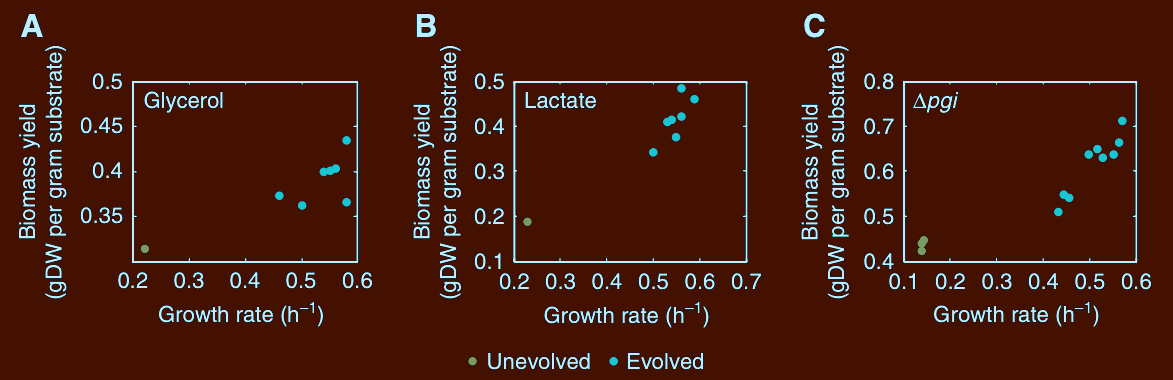 A
Biomass yield
(gDW per gram substrate)
0.5
0.45
0.4
0.35
Glycerol
0.2 0.3 0.4 0.5 0.6
Growth rate (h⁻¹)
B
Biomass yield
(gDW per gram substrate)
0.5
0.4
0.3
0.2
0.1
Lactate
0.2 0.3 0.4 0.5 0.6 0.7
Growth rate (h⁻¹)
C
Biomass yield
(gDW per gram substrate)
0.8
0.7
0.6
0.5
0.4
Δpgi
0.1 0.2 0.3 0.4 0.5 0.6
Growth rate (h⁻¹)
Unevolved Evolved